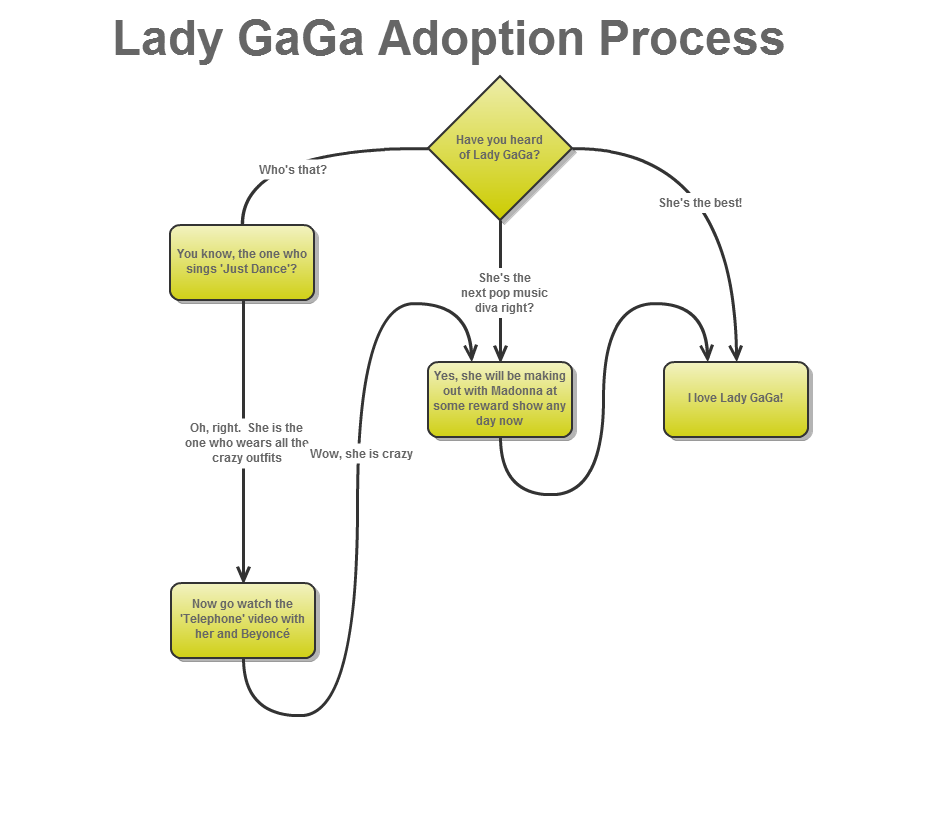 Lady GaGa Adoption Process
Have you heard
of Lady GaGa?
Who's that?
She's the best!
You know, the one who
sings 'Just Dance'?
She's the
next pop music
diva right?
Yes, she will be making
out with Madonna at
some reward show any
day now
I love Lady GaGa!
Oh, right. She is the
one who wears all the
crazy outfits
Wow, she is crazy
Now go watch the
'Telephone' video with
her and Beyoncé